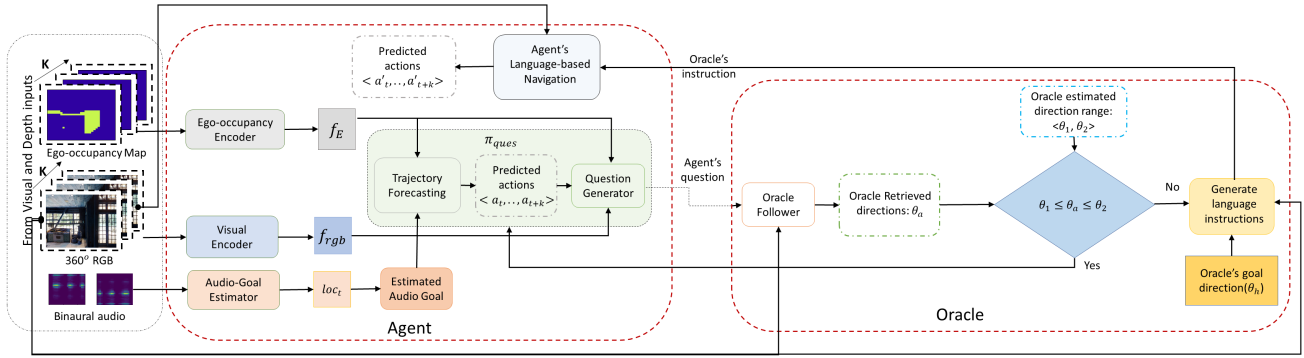 From Visual and Depth inputs
K
Ego-occupancy Map
K
360° RGB
Binaural audio
Predicted
actions
< a′ₜ,..,a′ₜ₊ₖ>
Agent's
Language-based
Navigation
Ego-occupancy
Encoder
f_E
π_ques
Trajectory
Forecasting
Predicted
actions
< aₜ,..,aₜ₊ₖ>
Question
Generator
Visual
Encoder
f_rgb
Audio-Goal
Estimator
locₜ
Estimated
Audio Goal
Agent
Oracle's
instruction
Agent's
question
Oracle estimated
direction range:
<θ₁, θ₂>
Oracle
Follower
Oracle Retrieved
directions: θₐ
θ₁ ≤ θₐ ≤ θ₂
No
Yes
Generate
language
instructions
Oracle's goal
direction(θₕ)
Oracle